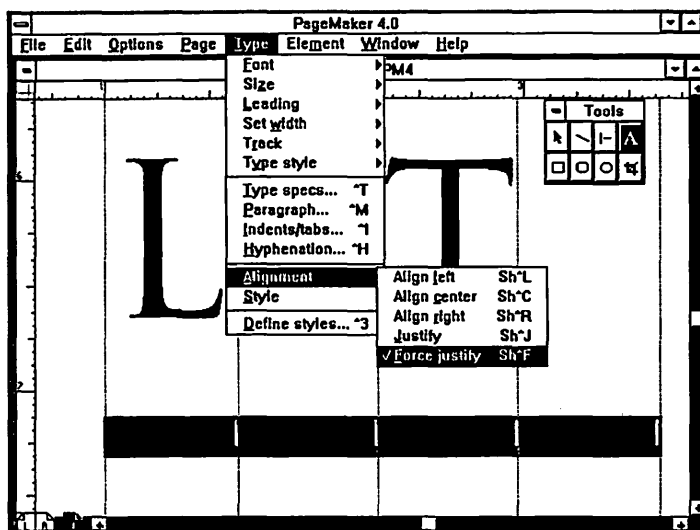 PageMaker 4.0
File Edit Options Page Type Element Window Help
PM4
Font
Size
Leading
Set width
Track
Type style
Type specs... ^T
Paragraph... ^M
Indents/tabs... ^I
Hyphenation... ^H
Alignment
Style
Define styles... ^3
Align left Sh^L
Align center Sh^C
Align right Sh^R
Justify Sh^J
✓Force justify Sh^F
Tools
A
L T